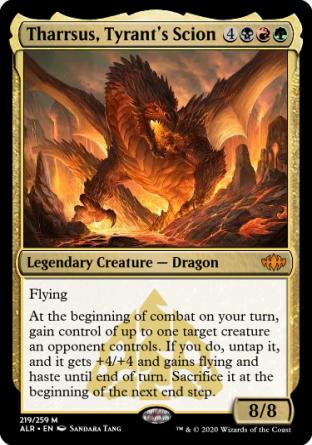 Tharrsus, Tyrant's Scion 4
Legendary Creature — Dragon
Flying
At the beginning of combat on your turn,
gain control of up to one target creature
an opponent controls. If you do, untap it,
and it gets +4/+4 and gains flying and
haste until end of turn. Sacrifice it at the
beginning of the next end step.
8/8
219/259 M
ALR • EN SANDARA TANG
™ & © 2020 Wizards of the Coast